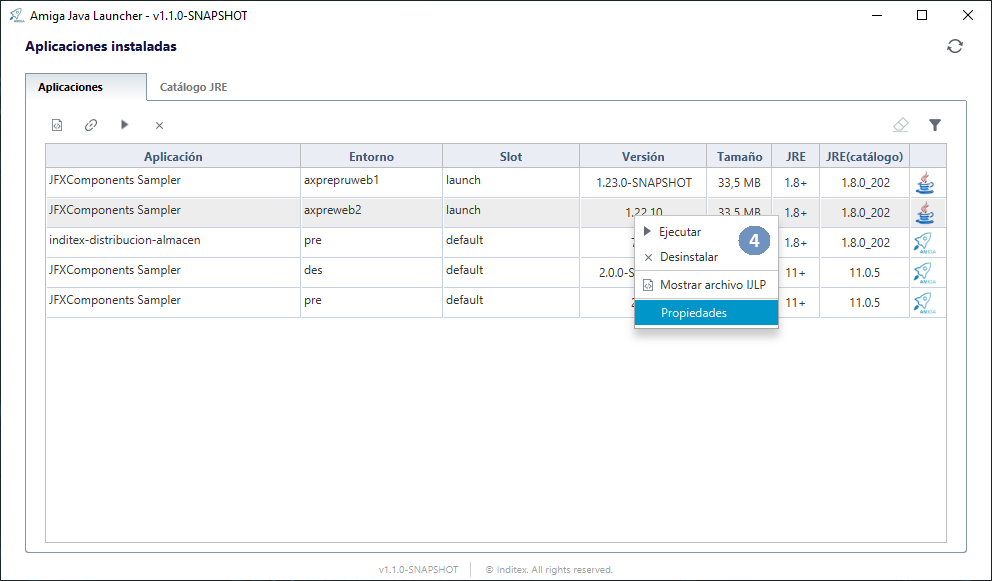 Amiga Java Launcher - v1.1.0-SNAPSHOT
Aplicaciones instaladas
Aplicaciones Catálogo JRE
Aplicación Entorno Slot Versión Tamaño JRE JRE(catálogo)
JFXComponents Sampler axprepruweb1 launch 1.23.0-SNAPSHOT 33,5 MB 1.8+ 1.8.0_202
JFXComponents Sampler axpreweb2 launch 1.22.10 33,5 MB 1.8+ 1.8.0_202
Ejecutar 4
inditex-distribucion-almacen pre default 1.8+ 1.8.0_202
Desinstalar
JFXComponents Sampler des default 2.0.0-S 11+ 11.0.5
Mostrar archivo IJLP
JFXComponents Sampler pre default 11+ 11.0.5
Propiedades
v1.1.0-SNAPSHOT © Inditex. All rights reserved.